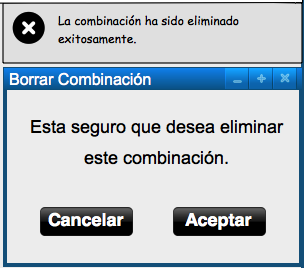 La combinación ha sido eliminado
exitosamente.
Borrar Combinación
Esta seguro que desea eliminar
este combinación.
Cancelar Aceptar